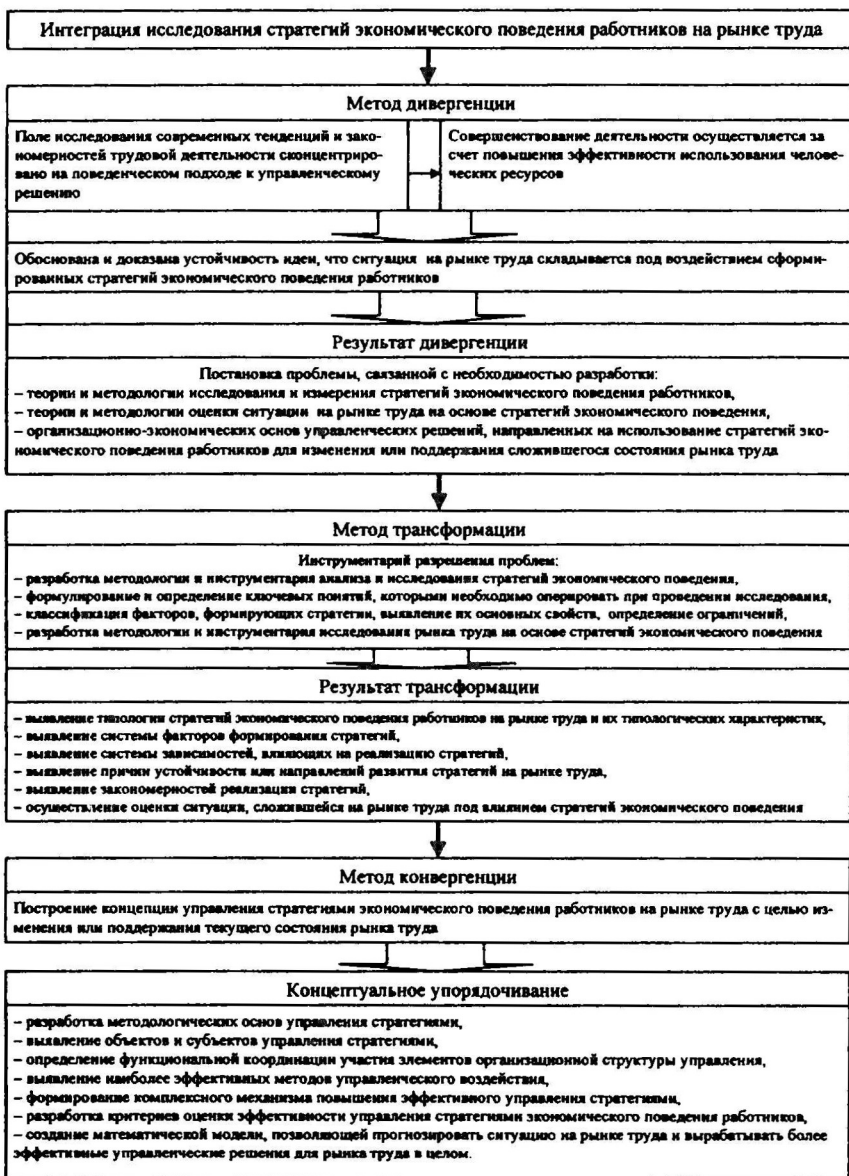 Интеграция исследования стратегий экономического поведения работников на рынке труда
Метод дивергенции
Поле исследования современных тенденций и зако-
номерностей трудовой деятельности сконцентриро-
вано на поведенческом подходе к управленческому
решению
Совершенствование деятельности осуществляется за
счет повышения эффективности использования челове-
ческих ресурсов
Обоснована и доказана устойчивость идеи, что ситуация на рынке труда складывается под воздействием сформи-
рованных стратегий экономического поведения работников
Результат дивергенции
Постановка проблемы, связанной с необходимостью разработки:
– теории и методологии исследования и измерения стратегий экономического поведения работников,
– теории и методологии оценки ситуации на рынке труда на основе стратегий экономического поведения,
– организационно-экономических основ управленческих решений, направленных на использование стратегий эко-
номического поведения работников для изменения или поддержания сложившегося состояния рынка труда
Метод трансформации
Инструментарий разрешения проблем:
– разработка методологии и инструментария анализа и исследования стратегий экономического поведения,
– формулирование и определение ключевых понятий, которыми необходимо оперировать при проведении исследования,
– классификация факторов, формирующих стратегии, выявление их основных свойств, определение ограничений,
– разработка методологии и инструментария исследования рынка труда на основе стратегий экономического поведения
Результат трансформации
– выявление типологии стратегий экономического поведения работников на рынке труда и их типологических характеристик,
– выявление системы факторов формирования стратегий,
– выявление системы зависимостей, влияющих на реализацию стратегий,
– выявление причин устойчивости или направлений развития стратегий на рынке труда,
– выявление закономерностей реализации стратегий,
– осуществление оценки ситуации, сложившейся на рынке труда под влиянием стратегий экономического поведения
Метод конвергенции
Построение концепции управления стратегиями экономического поведения работников на рынке труда с целью из-
менения или поддержания текущего состояния рынка труда
Концептуальное упорядочивание
– разработка методологических основ управления стратегиями,
– выявление объектов и субъектов управления стратегиями,
– определение функциональной координации участия элементов организационной структуры управления,
– выявление наиболее эффективных методов управленческого воздействия,
– формирование комплексного механизма повышения эффективного управления стратегиями,
– разработка критериев оценки эффективности управления стратегиями экономического поведения работников,
– создание математической модели, позволяющей прогнозировать ситуацию на рынке труда и вырабатывать более
эффективные управленческие решения для рынка труда в целом.